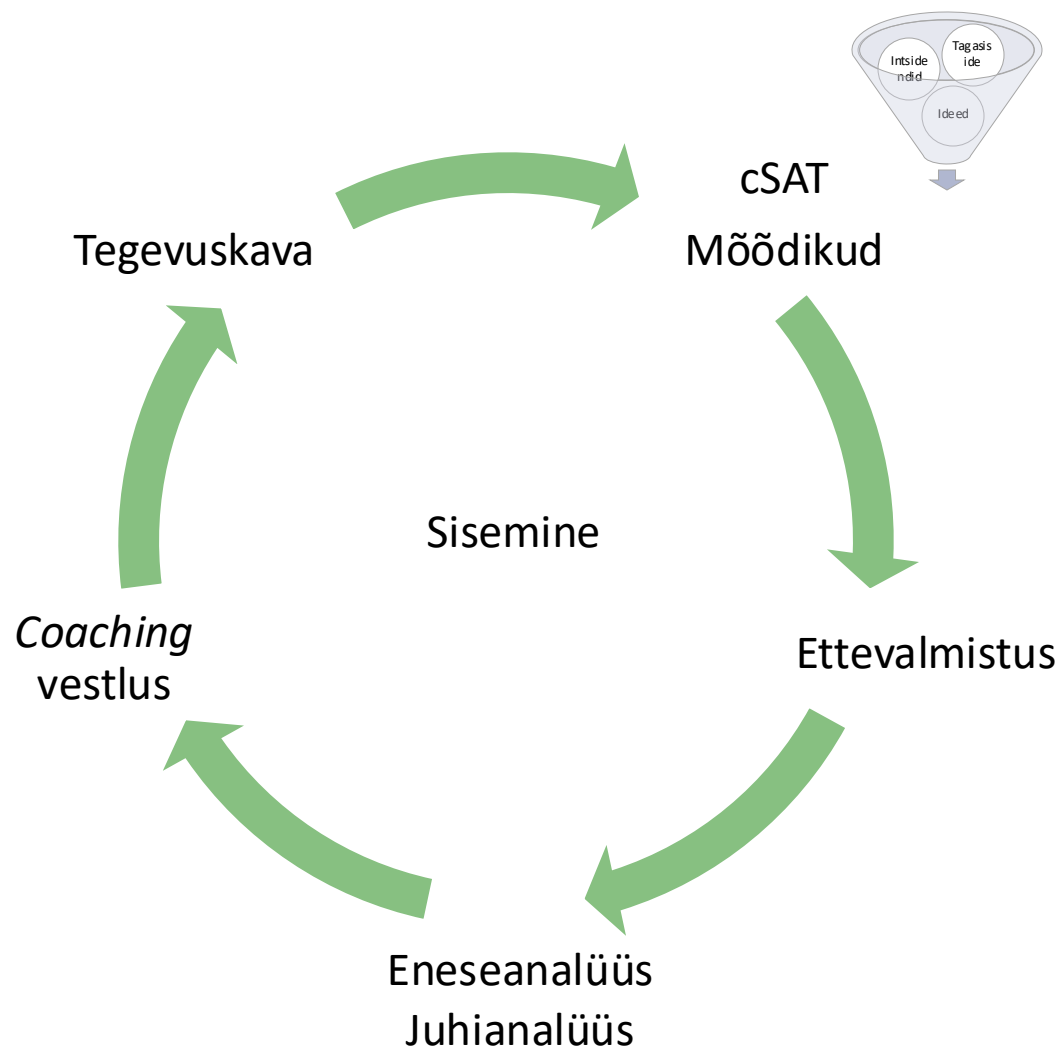 Intside
ndid
Tagasis
ide
Ideed
cSAT
Mõõdikud
Tegevuskava
Sisemine
Coaching
vestlus
Ettevalmistus
Eneseanalüüs
Juhianalüüs